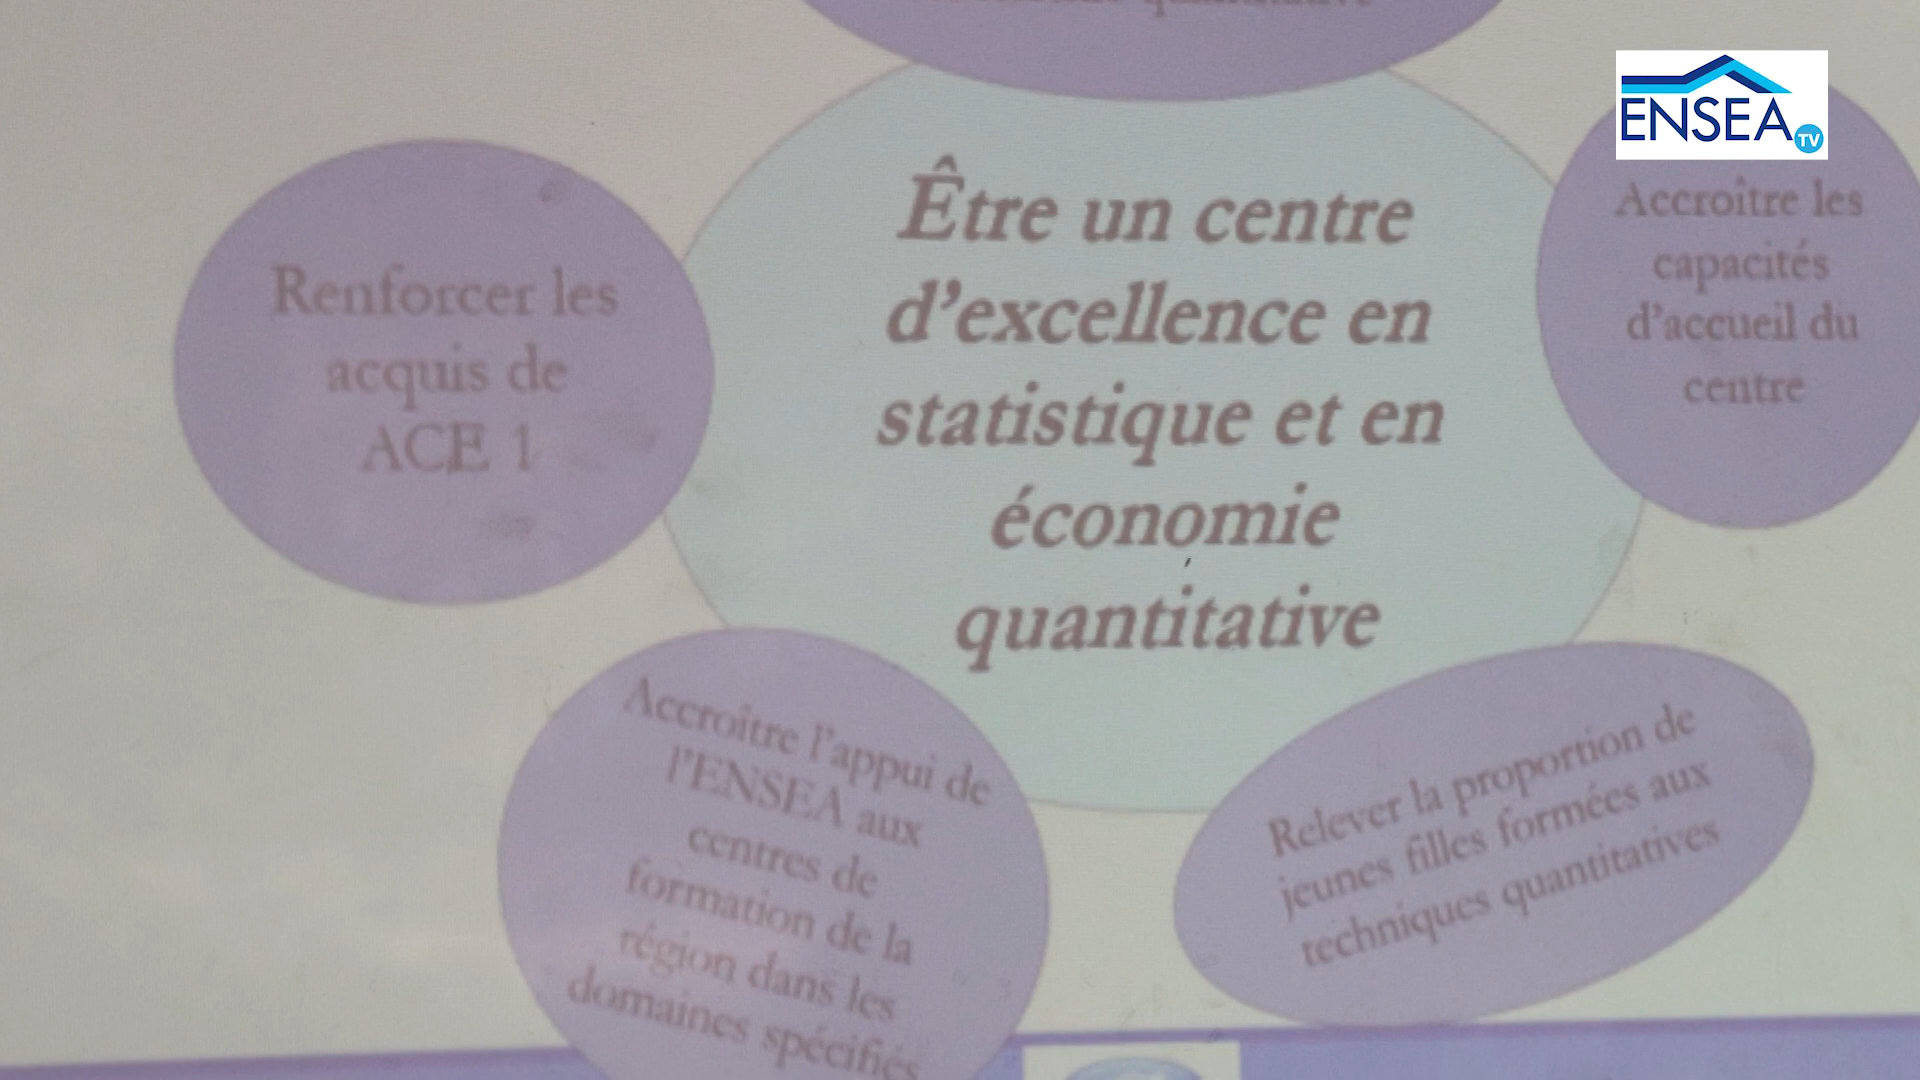 quantitative
ENSEA
TV
Être un centre
d'excellence en
statistique et en
économie
quantitative
Renforcer les
acquis de
ACE 1
Accroître les
capacités
d'accueil du
centre
Accroître l'appui de
l'ENSEA aux
centres de
formation de la
région dans les
domaines spécifiés
Relever la proportion de
jeunes filles formées aux
techniques quantitatives